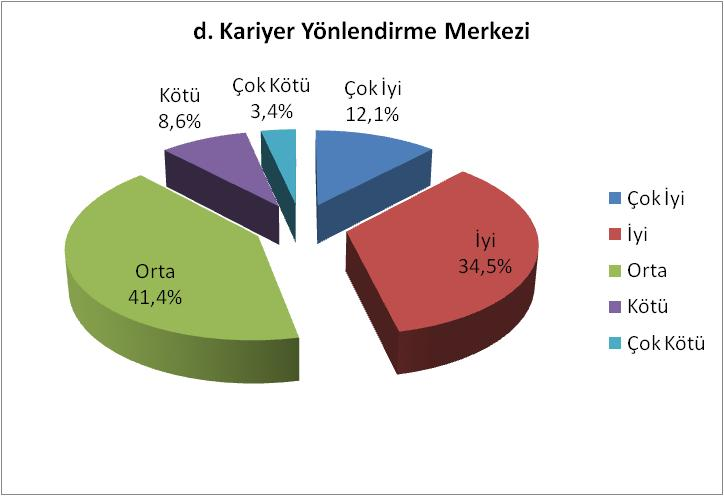 d. Kariyer Yönlendirme Merkezi
Çok İyi
12,1%
İyi
34,5%
Orta
41,4%
Kötü
8,6%
Çok Kötü
3,4%
Çok İyi
İyi
Orta
Kötü
Çok Kötü